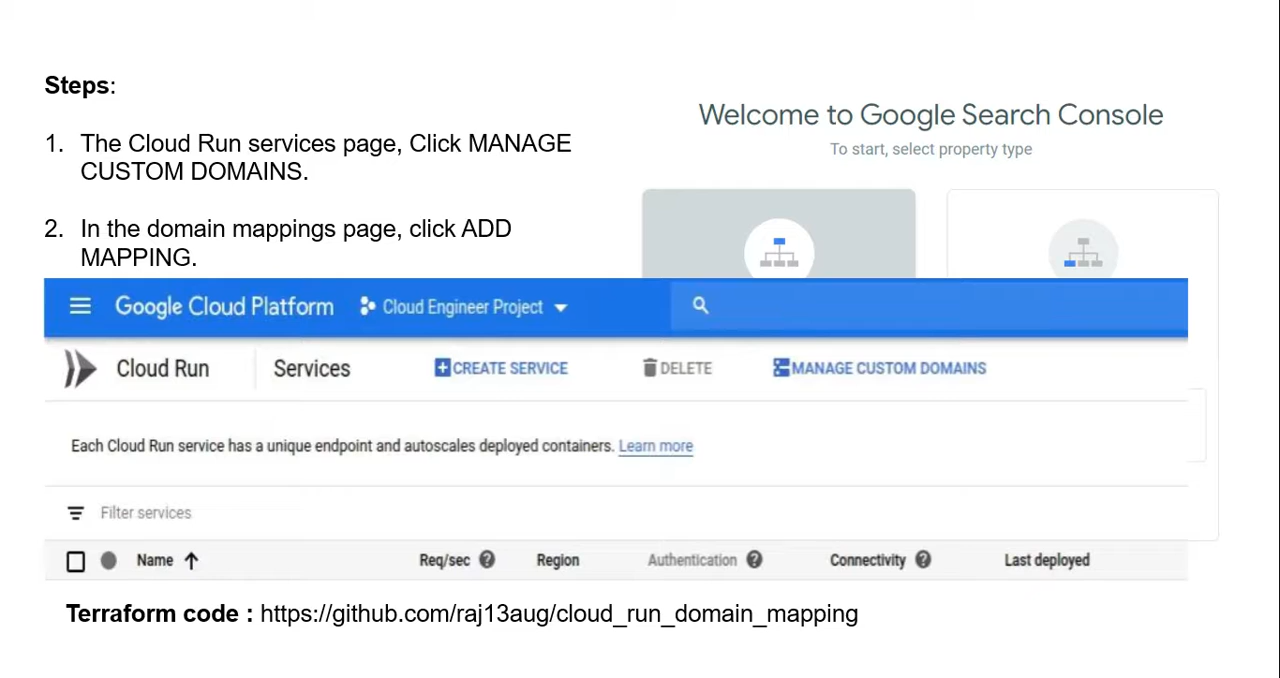 Steps:
1. The Cloud Run services page, Click MANAGE
CUSTOM DOMAINS.
2. In the domain mappings page, click ADD
MAPPING.
Welcome to Google Search Console
To start, select property type
Google Cloud Platform Cloud Engineer Project
Cloud Run Services CREATE SERVICE DELETE MANAGE CUSTOM DOMAINS
Each Cloud Run service has a unique endpoint and autoscales deployed containers. Learn more
Filter services
Name Req/sec Region Authentication Connectivity Last deployed
Terraform code : https://github.com/raj13aug/cloud_run_domain_mapping